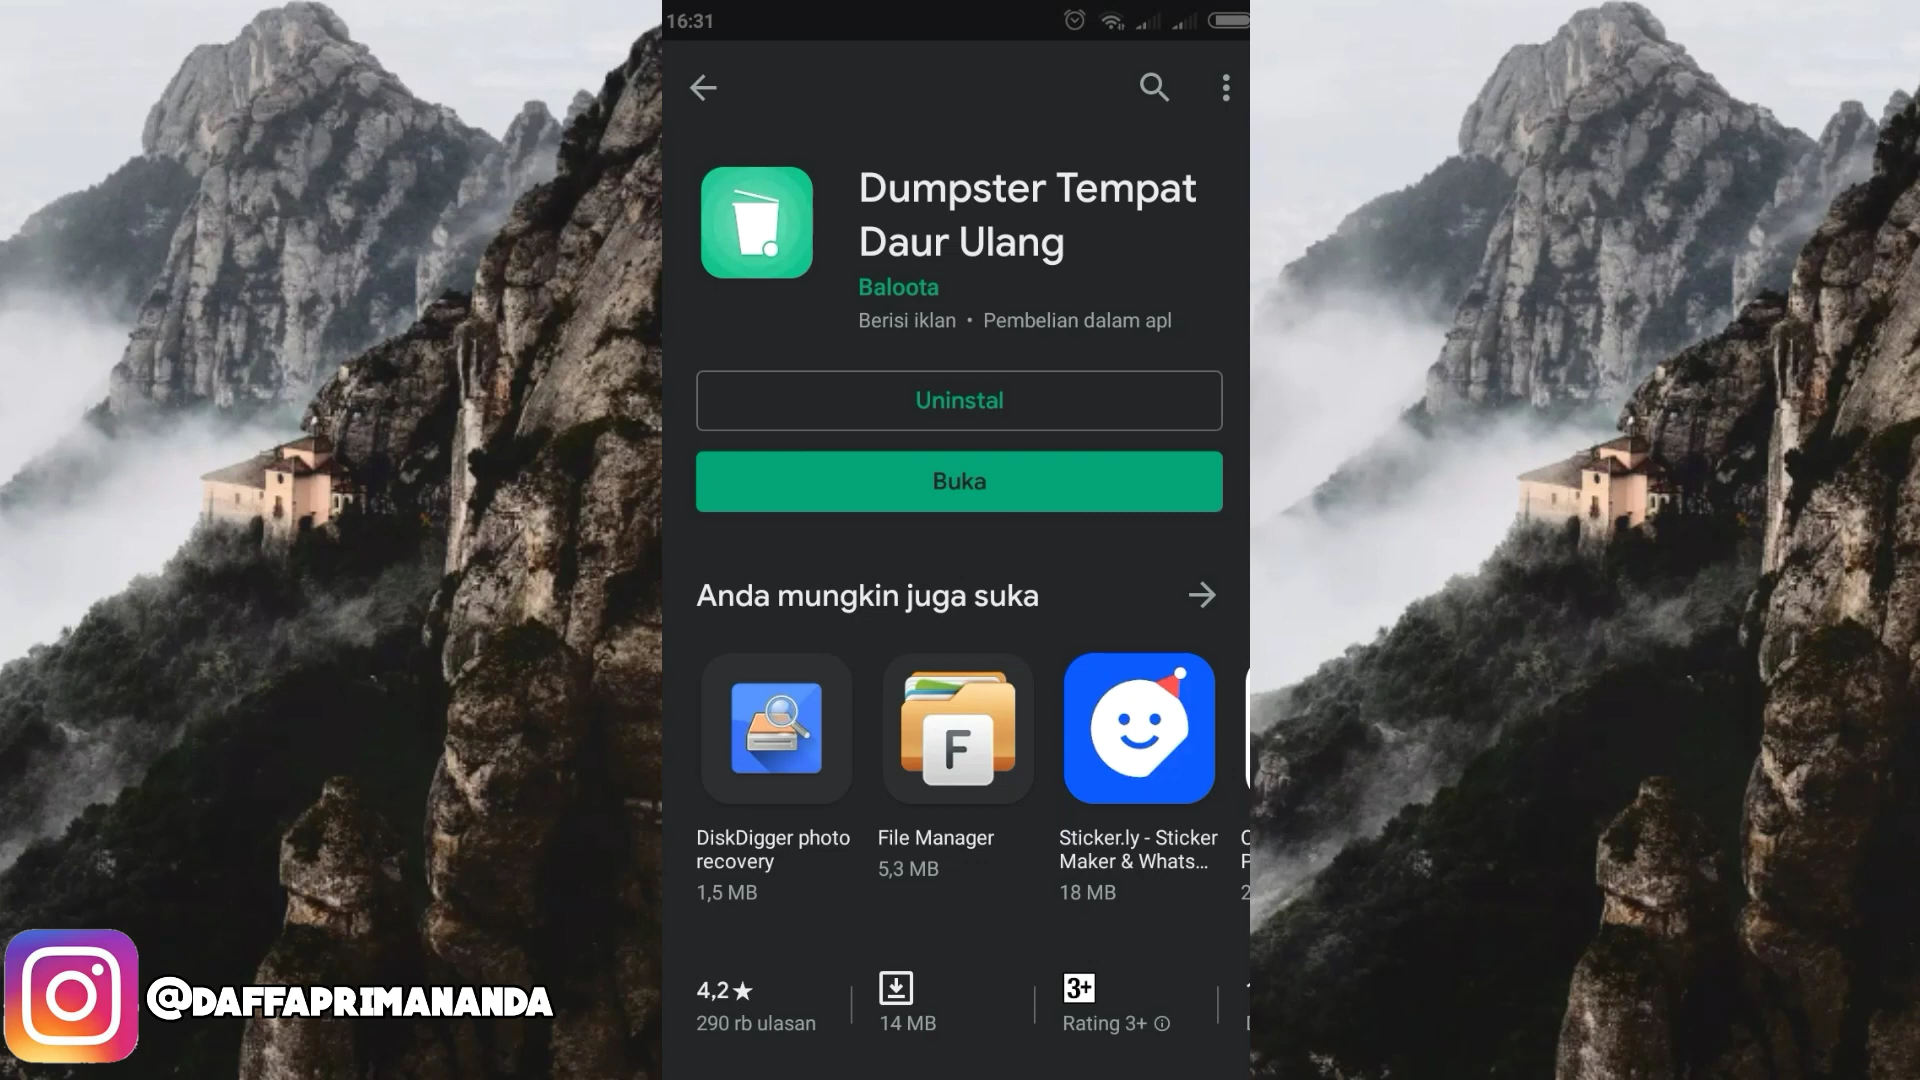 16:31
Dumpster Tempat
Daur Ulang
Baloota
Berisi iklan • Pembelian dalam apl
Uninstal
Buka
Anda mungkin juga suka
F
DiskDigger photo
recovery
1,5 MB
File Manager
5,3 MB
Sticker.ly - Sticker
Maker & Whats...
18 MB
4,2★
290 rb ulasan
14 MB
3+
Rating 3+
@DAFFAPRIMANANDA